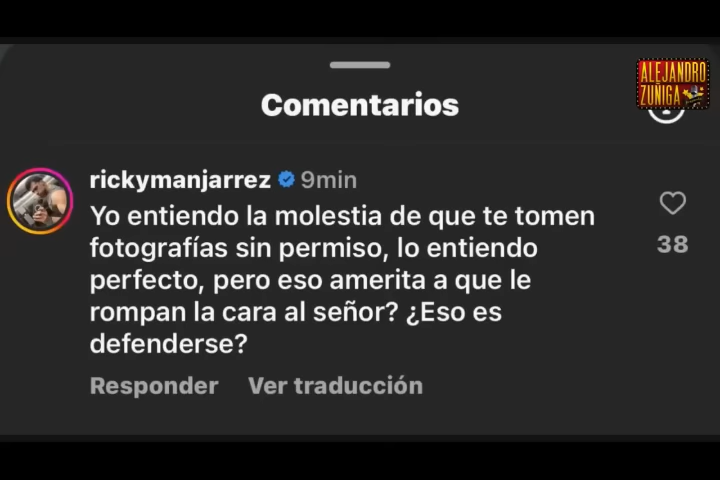 ALEJANDRO
ZUÑIGA
Comentarios
rickymanjarrez 9min
Yo entiendo la molestia de que te tomen
fotografías sin permiso, lo entiendo
perfecto, pero eso amerita a que le
rompan la cara al señor? ¿Eso es
defenderse?
38
Responder Ver traducción